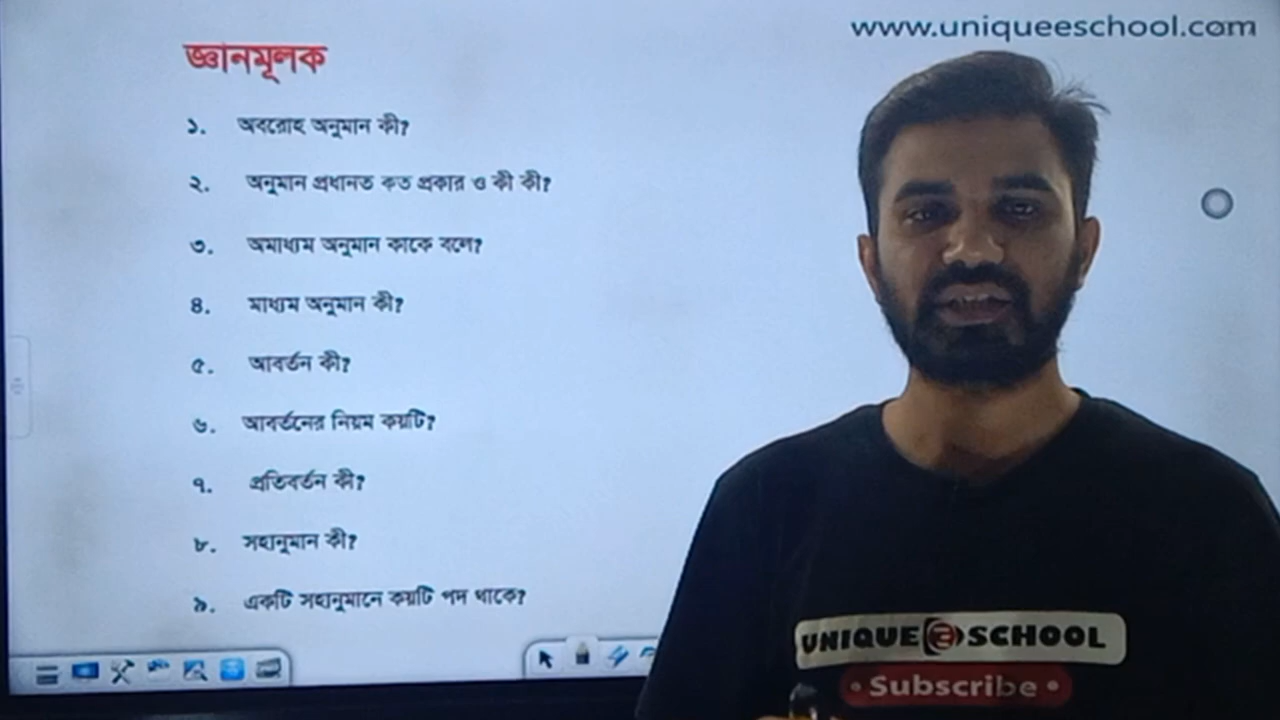 www.uniqueeschool.com
জ্ঞানমূলক
১. অবরোহ অনুমান কী?
২. অনুমান প্রধানত কত প্রকার ও কী কী?
৩. অমাধ্যম অনুমান কাকে বলে?
৪. মাধ্যম অনুমান কী?
৫. আবর্তন কী?
৬. আবর্তনের নিয়ম কয়টি?
৭. প্রতিবর্তন কী?
৮. সহানুমান কী?
৯. একটি সহানুমানে কয়টি পদ থাকে?
UNIQUE e SCHOOL
• Subscribe •